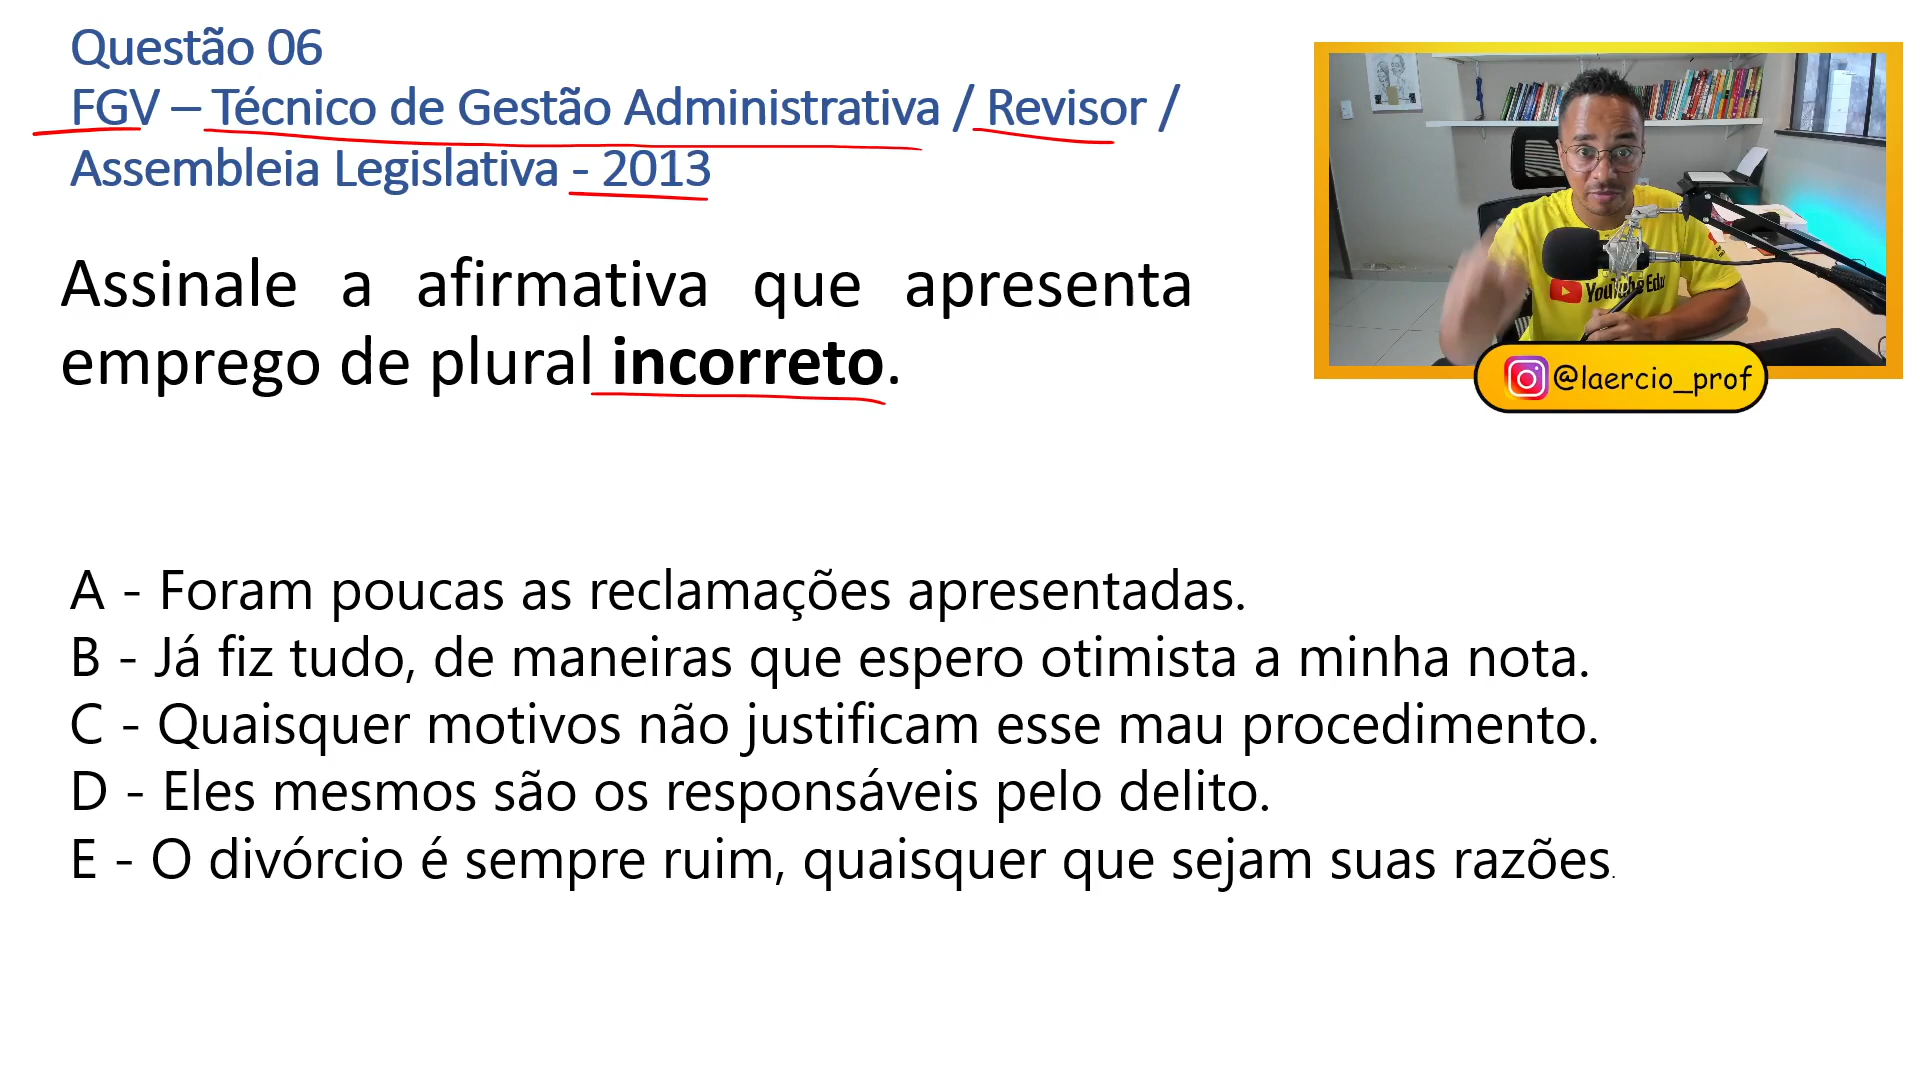 Questão 06
FGV – Técnico de Gestão Administrativa / Revisor /
Assembleia Legislativa - 2013
Assinale a afirmativa que apresenta
emprego de plural incorreto.
YouTube Edu
@laercio_prof
A - Foram poucas as reclamações apresentadas.
B - Já fiz tudo, de maneiras que espero otimista a minha nota.
C - Quaisquer motivos não justificam esse mau procedimento.
D - Eles mesmos são os responsáveis pelo delito.
E - O divórcio é sempre ruim, quaisquer que sejam suas razões.